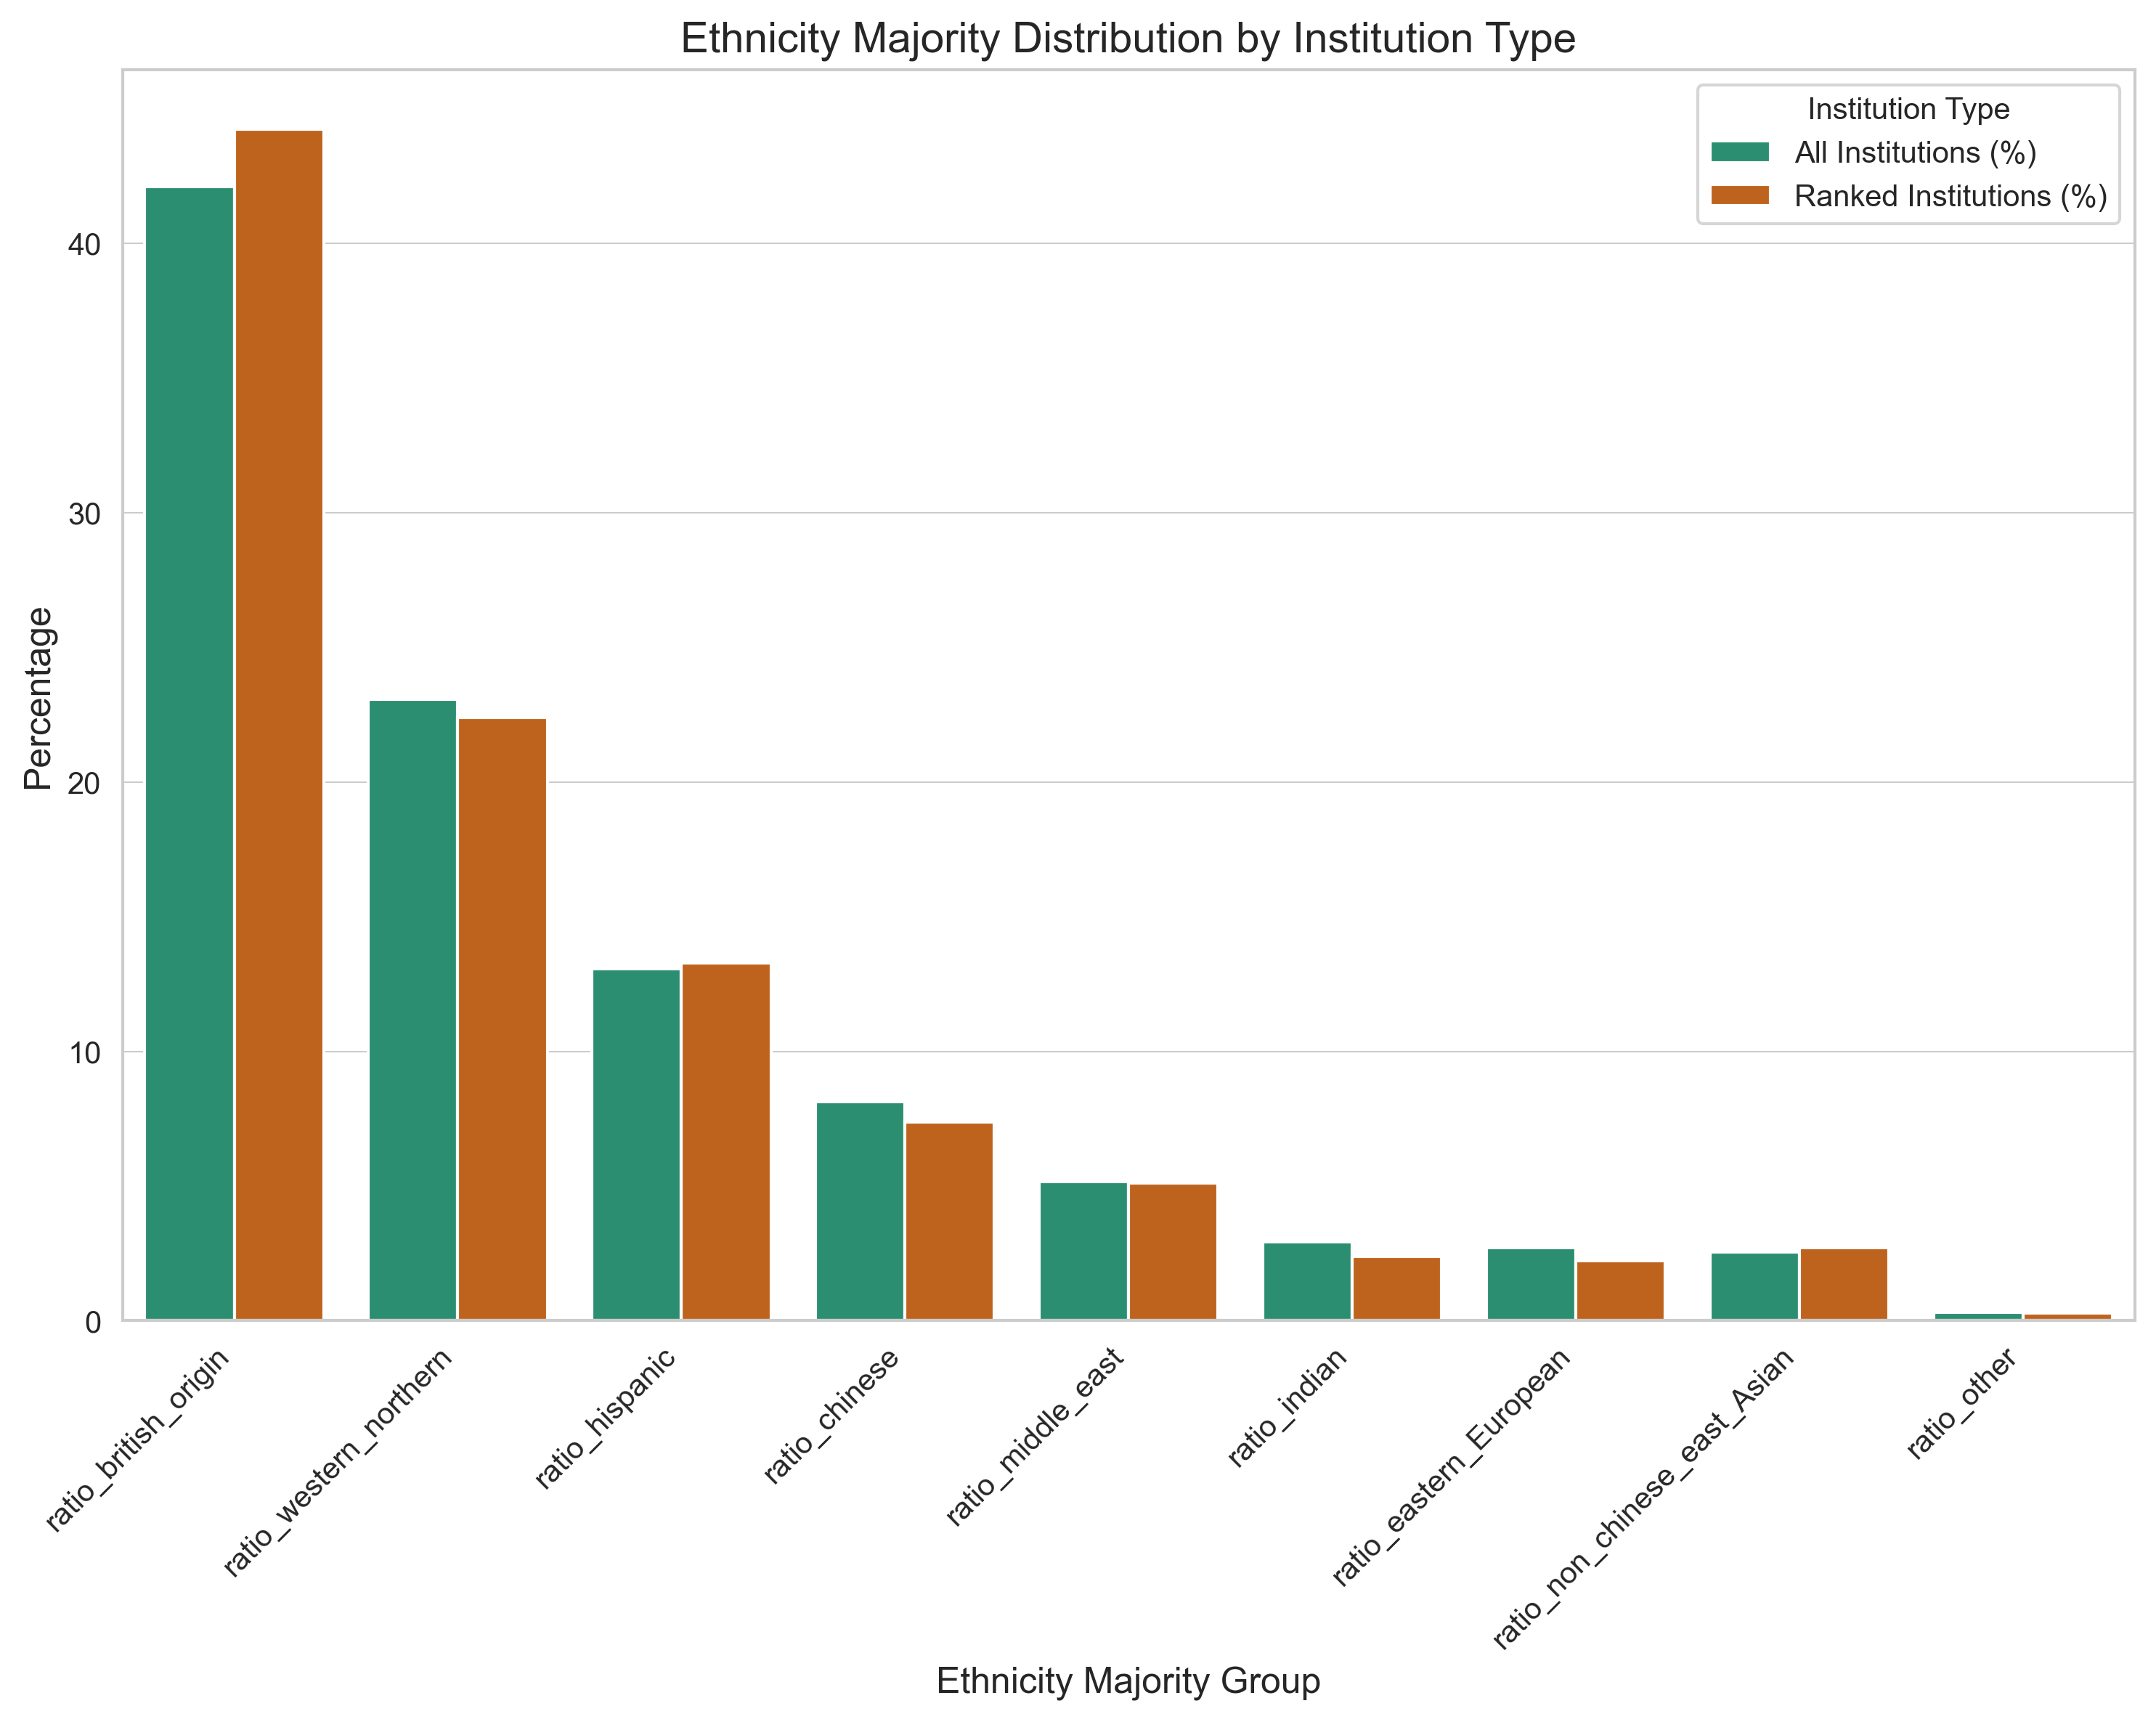 Ethnicity Majority Distribution by Institution Type
Institution Type
All Institutions (%)
Ranked Institutions (%)
Percentage
40
30
20
10
0
ratio_british_origin
ratio_western_northern
ratio_hispanic
ratio_chinese
ratio_middle_east
ratio_indian
ratio_eastern_European
ratio_non_chinese_east_Asian
ratio_other
Ethnicity Majority Group